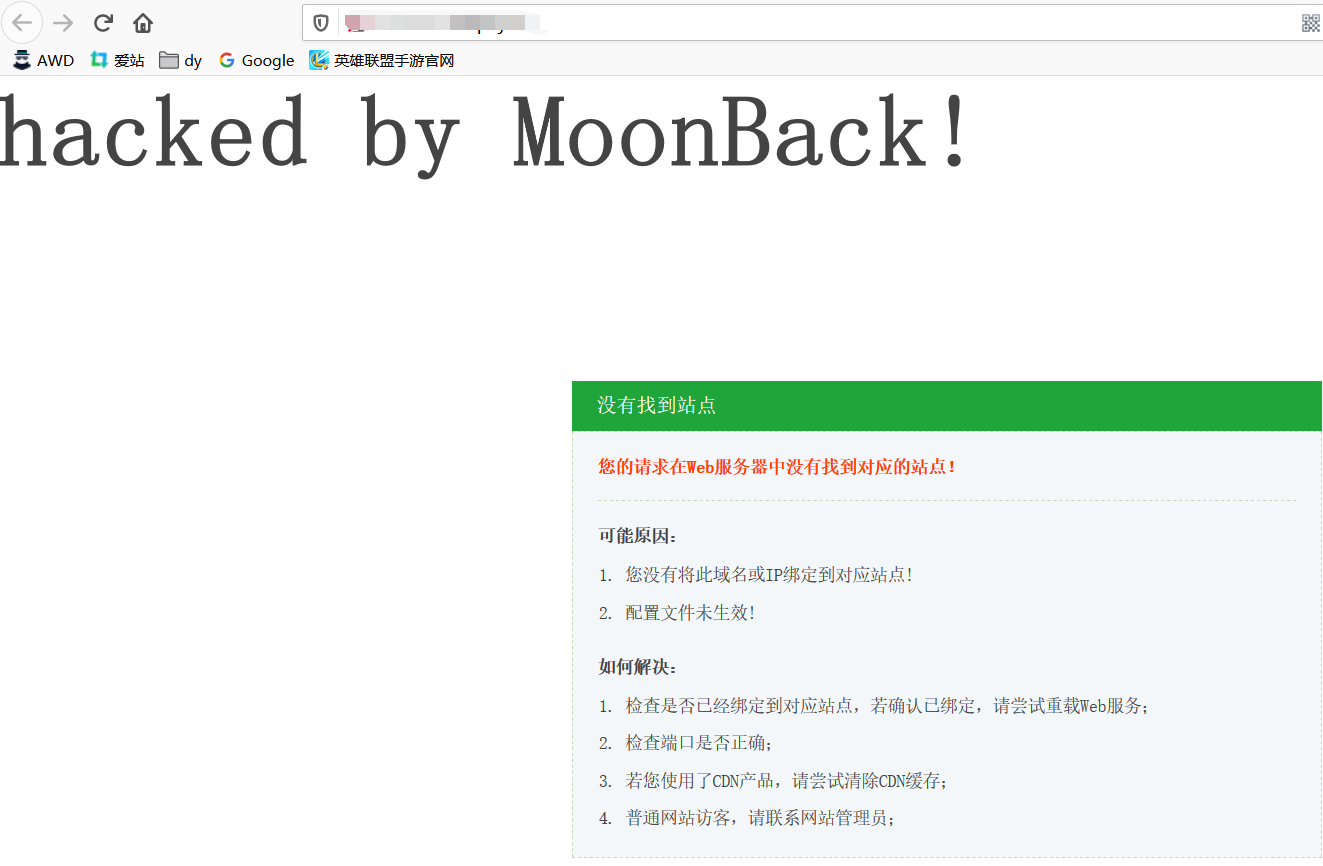 AWD 爱站 dy Google 英雄联盟手游官网
hacked by MoonBack!
没有找到站点
您的请求在Web服务器中没有找到对应的站点!
可能原因:
1. 您没有将此域名或IP绑定到对应站点!
2. 配置文件未生效!
如何解决:
1. 检查是否已经绑定到对应站点，若确认已绑定，请尝试重载Web服务;
2. 检查端口是否正确;
3. 若您使用了CDN产品，请尝试清除CDN缓存;
4. 普通网站访客，请联系网站管理员;